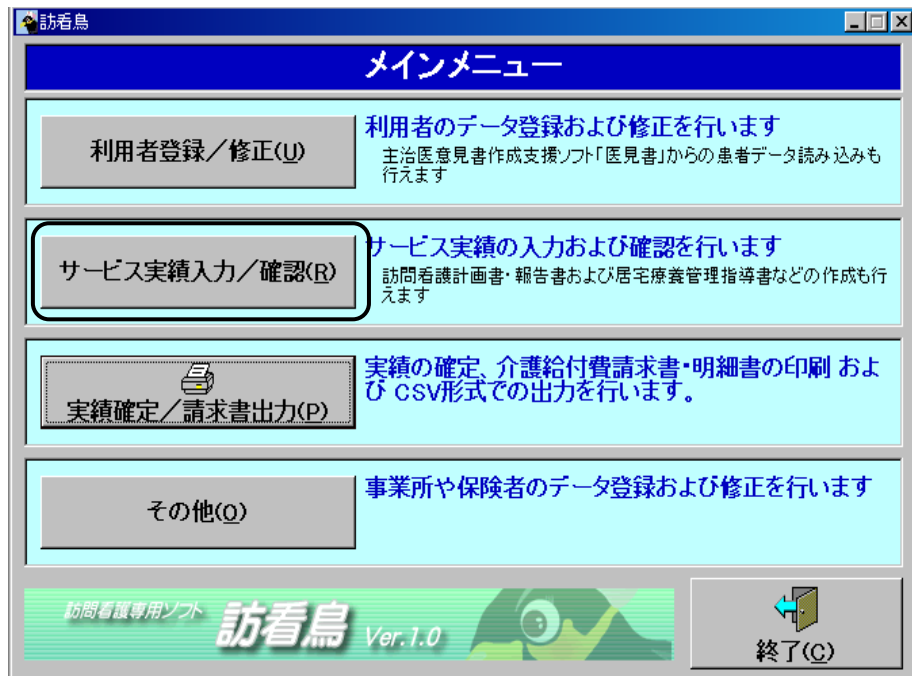 訪看鳥
メインメニュー
利用者登録／修正(U)
利用者のデータ登録および修正を行います
主治医意見書作成支援ソフト「医見書」からの患者データ読み込みも
行えます
サービス実績入力／確認(R)
サービス実績の入力および確認を行います
訪問看護計画書・報告書および居宅療養管理指導書などの作成も行
えます
実績確定／請求書出力(P)
実績の確定、介護給付費請求書・明細書の印刷 およ
び CSV形式での出力を行います。
その他(O)
事業所や保険者のデータ登録および修正を行います
訪問看護専用ソフト 訪看鳥 Ver.1.0
終了(C)